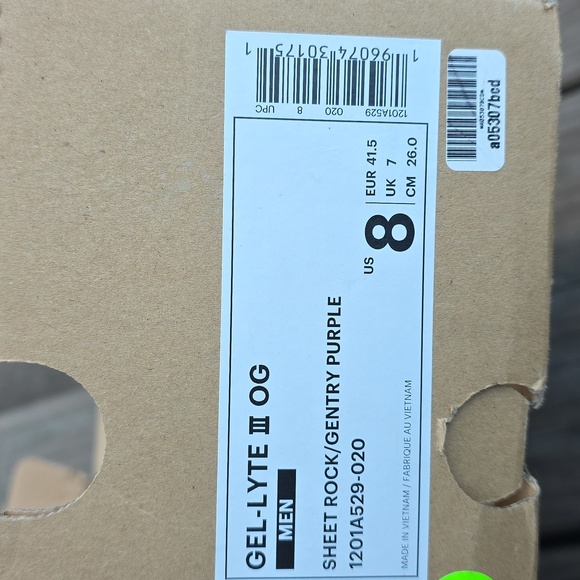 GEL-LYTE III OG
MEN
SHEET ROCK/GENTRY PURPLE
1201A529-020
MADE IN VIETNAM / FABRIQUE AU VIETNAM
US 8
EUR 41.5
UK 7
CM 26.0
1201A529 020 8 UPC
1 96074 30175 1
a05307bcd